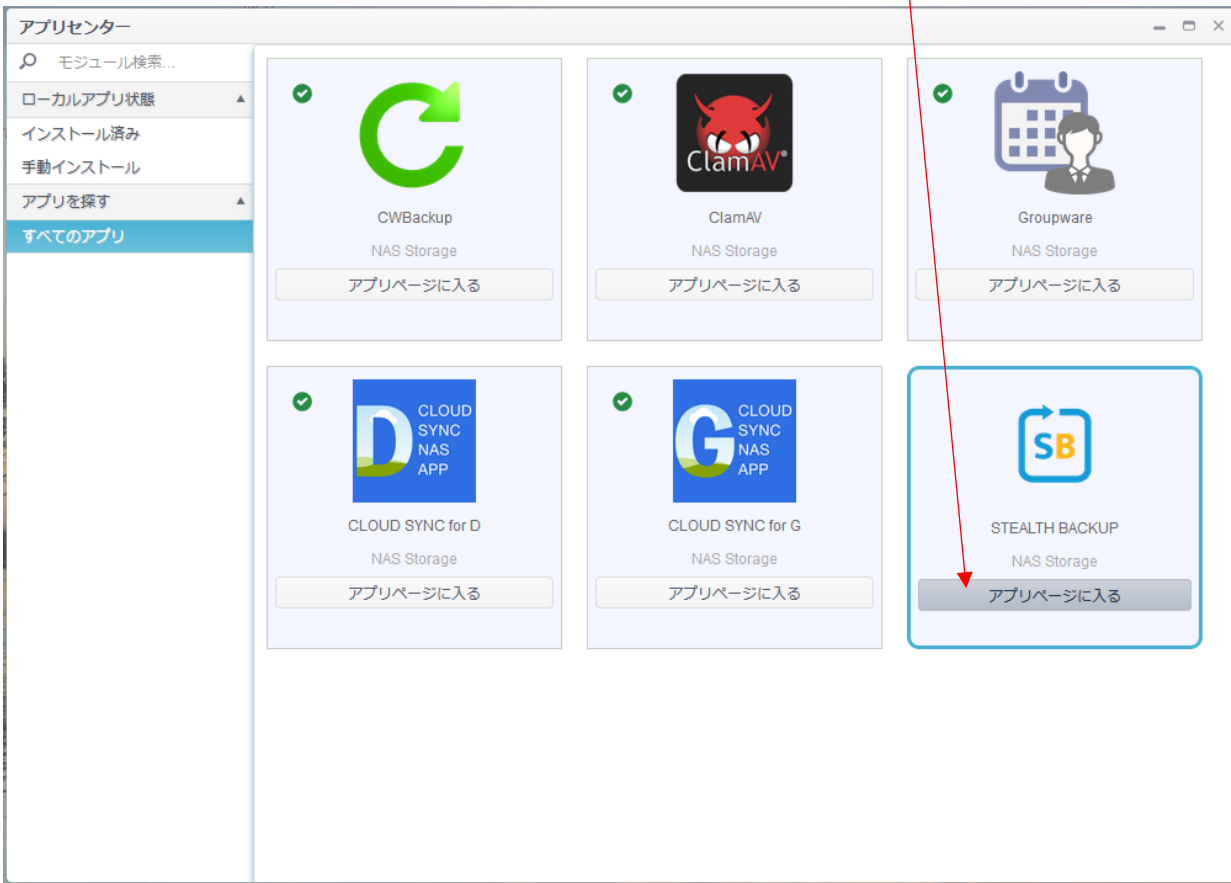 アプリセンター
モジュール検索...
ローカルアプリ状態
インストール済み
手動インストール
アプリを探す
すべてのアプリ
ClamAV
CWBackup
ClamAV
Groupware
NAS Storage
NAS Storage
NAS Storage
アプリページに入る
アプリページに入る
アプリページに入る
D CLOUD
SYNC
NAS
APP
G CLOUD
SYNC
NAS
APP
SB
CLOUD SYNC for D
CLOUD SYNC for G
STEALTH BACKUP
NAS Storage
NAS Storage
NAS Storage
アプリページに入る
アプリページに入る
アプリページに入る